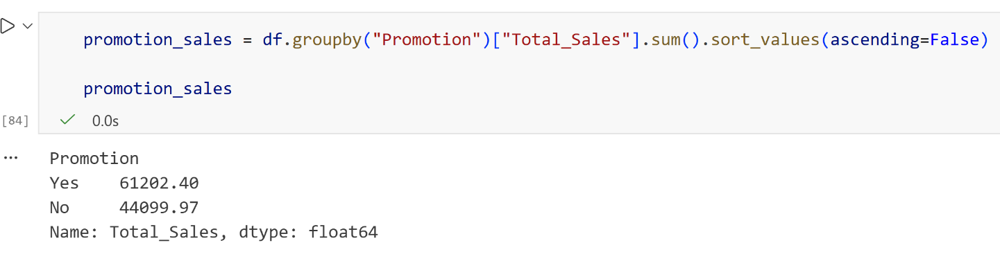 promotion_sales = df.groupby("Promotion")["Total_Sales"].sum().sort_values(ascending=False)
promotion_sales
[84]
0.0s
...
Promotion
Yes    61202.40
No     44099.97
Name: Total_Sales, dtype: float64